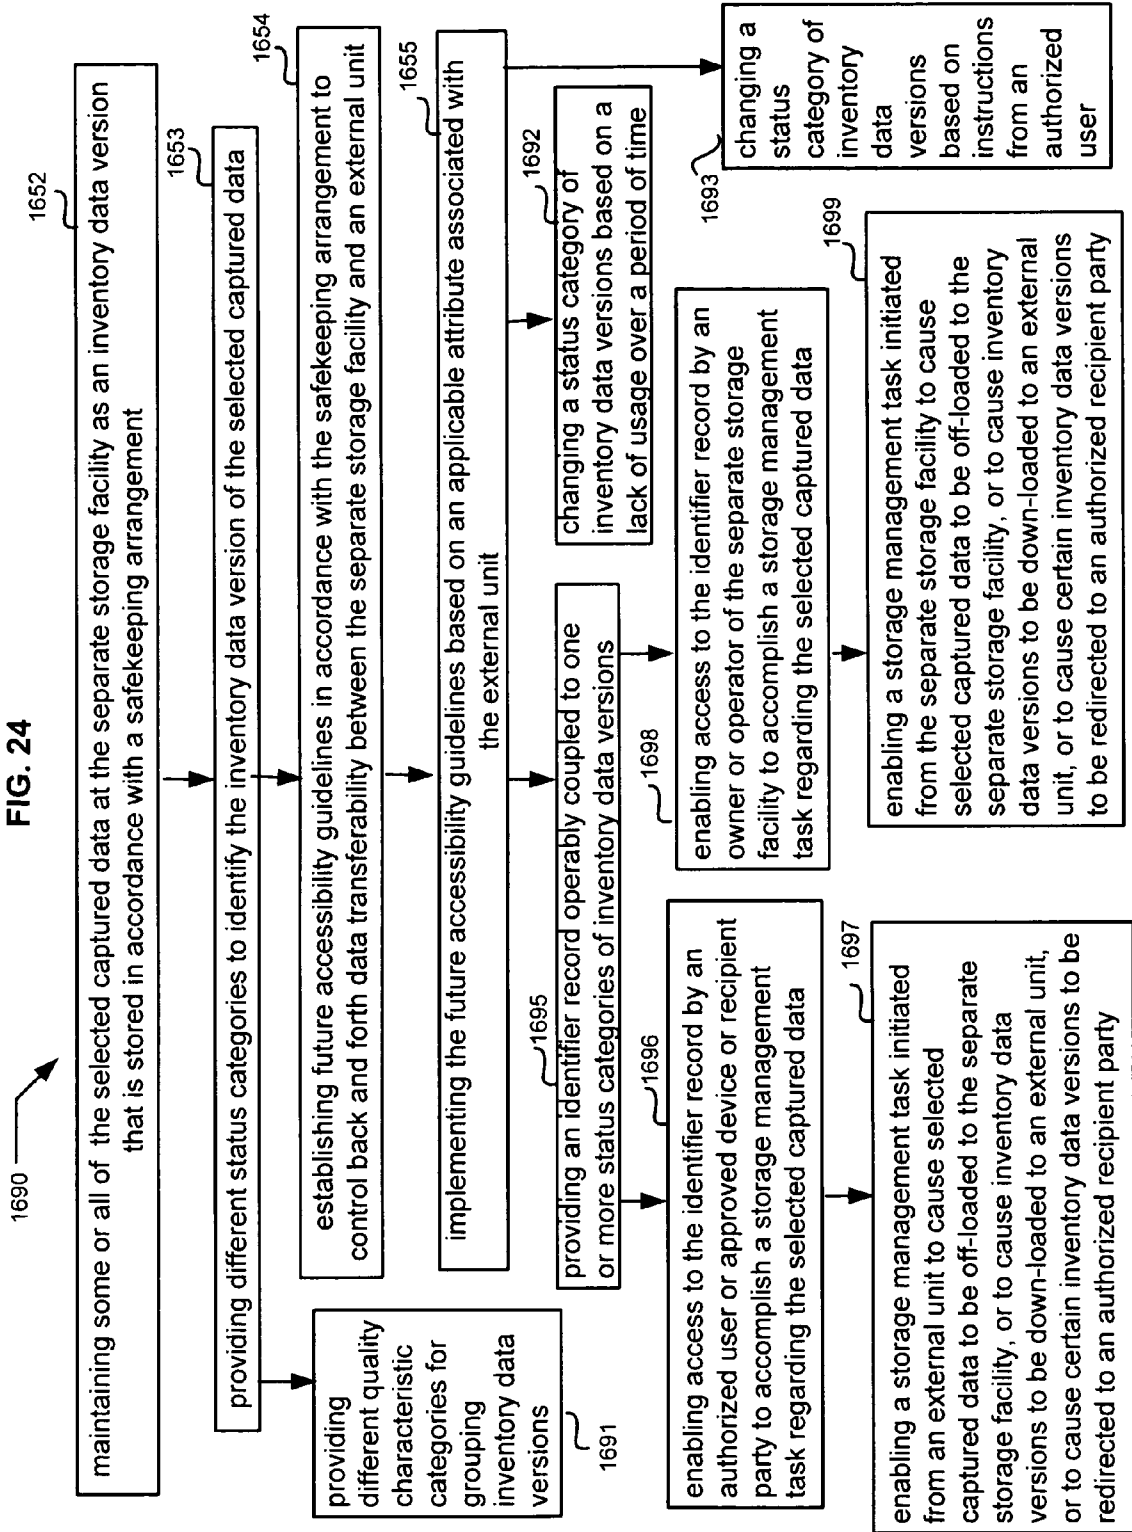 FIG. 24
1690
1652
maintaining some or all of the selected captured data at the separate storage facility as an inventory data version
that is stored in accordance with a safekeeping arrangement
1653
providing different status categories to identify the inventory data version of the selected captured data
1654
establishing future accessibility guidelines in accordance with the safekeeping arrangement to
control back and forth data transferability between the separate storage facility and an external unit
1655
implementing the future accessibility guidelines based on an applicable attribute associated with
the external unit
providing
different quality
characteristic
categories for
grouping
inventory data
versions
1691
1695
providing an identifier record operably coupled to one
or more status categories of inventory data versions
1692
changing a status category of
inventory data versions based on a
lack of usage over a period of time
1693
changing a
status
category of
inventory
data
versions
based on
instructions
from an
authorized
user
1696
enabling access to the identifier record by an
authorized user or approved device or recipient
party to accomplish a storage management
task regarding the selected captured data
1698
enabling access to the identifier record by an
owner or operator of the separate storage
facility to accomplish a storage management
task regarding the selected captured data
1697
enabling a storage management task initiated
from an external unit to cause selected
captured data to be off-loaded to the separate
storage facility, or to cause inventory data
versions to be down-loaded to an external unit,
or to cause certain inventory data versions to be
redirected to an authorized recipient party
1699
enabling a storage management task initiated
from the separate storage facility to cause
selected captured data to be off-loaded to the
separate storage facility, or to cause inventory
data versions to be down-loaded to an external
unit, or to cause certain inventory data versions
to be redirected to an authorized recipient party